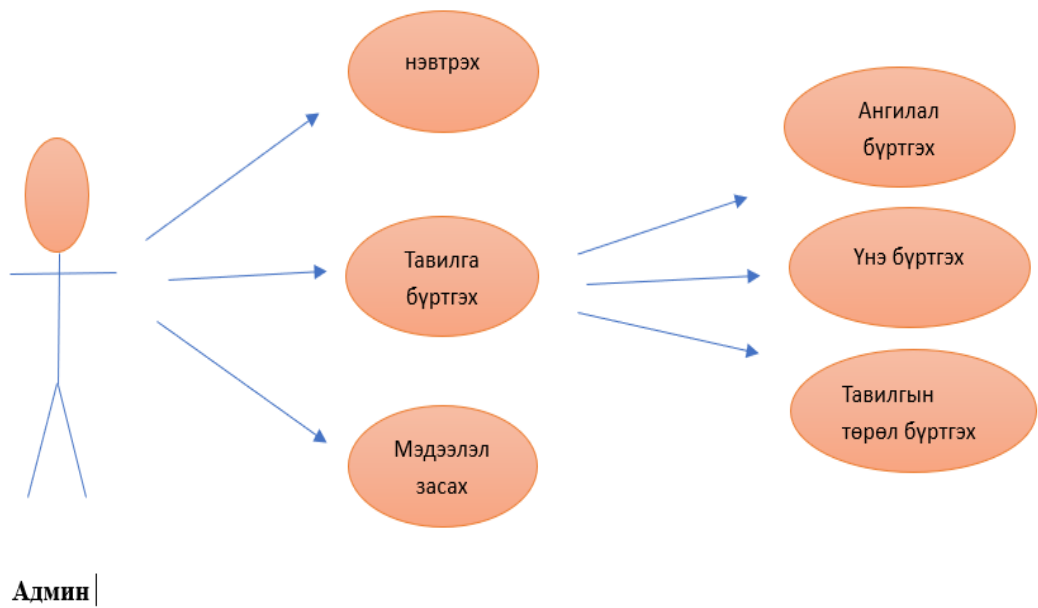 нэвтрэх
Тавилга
бүртгэх
Мэдээлэл
засах
Ангилал
бүртгэх
Үнэ бүртгэх
Тавилгын
төрөл бүртгэх
Админ